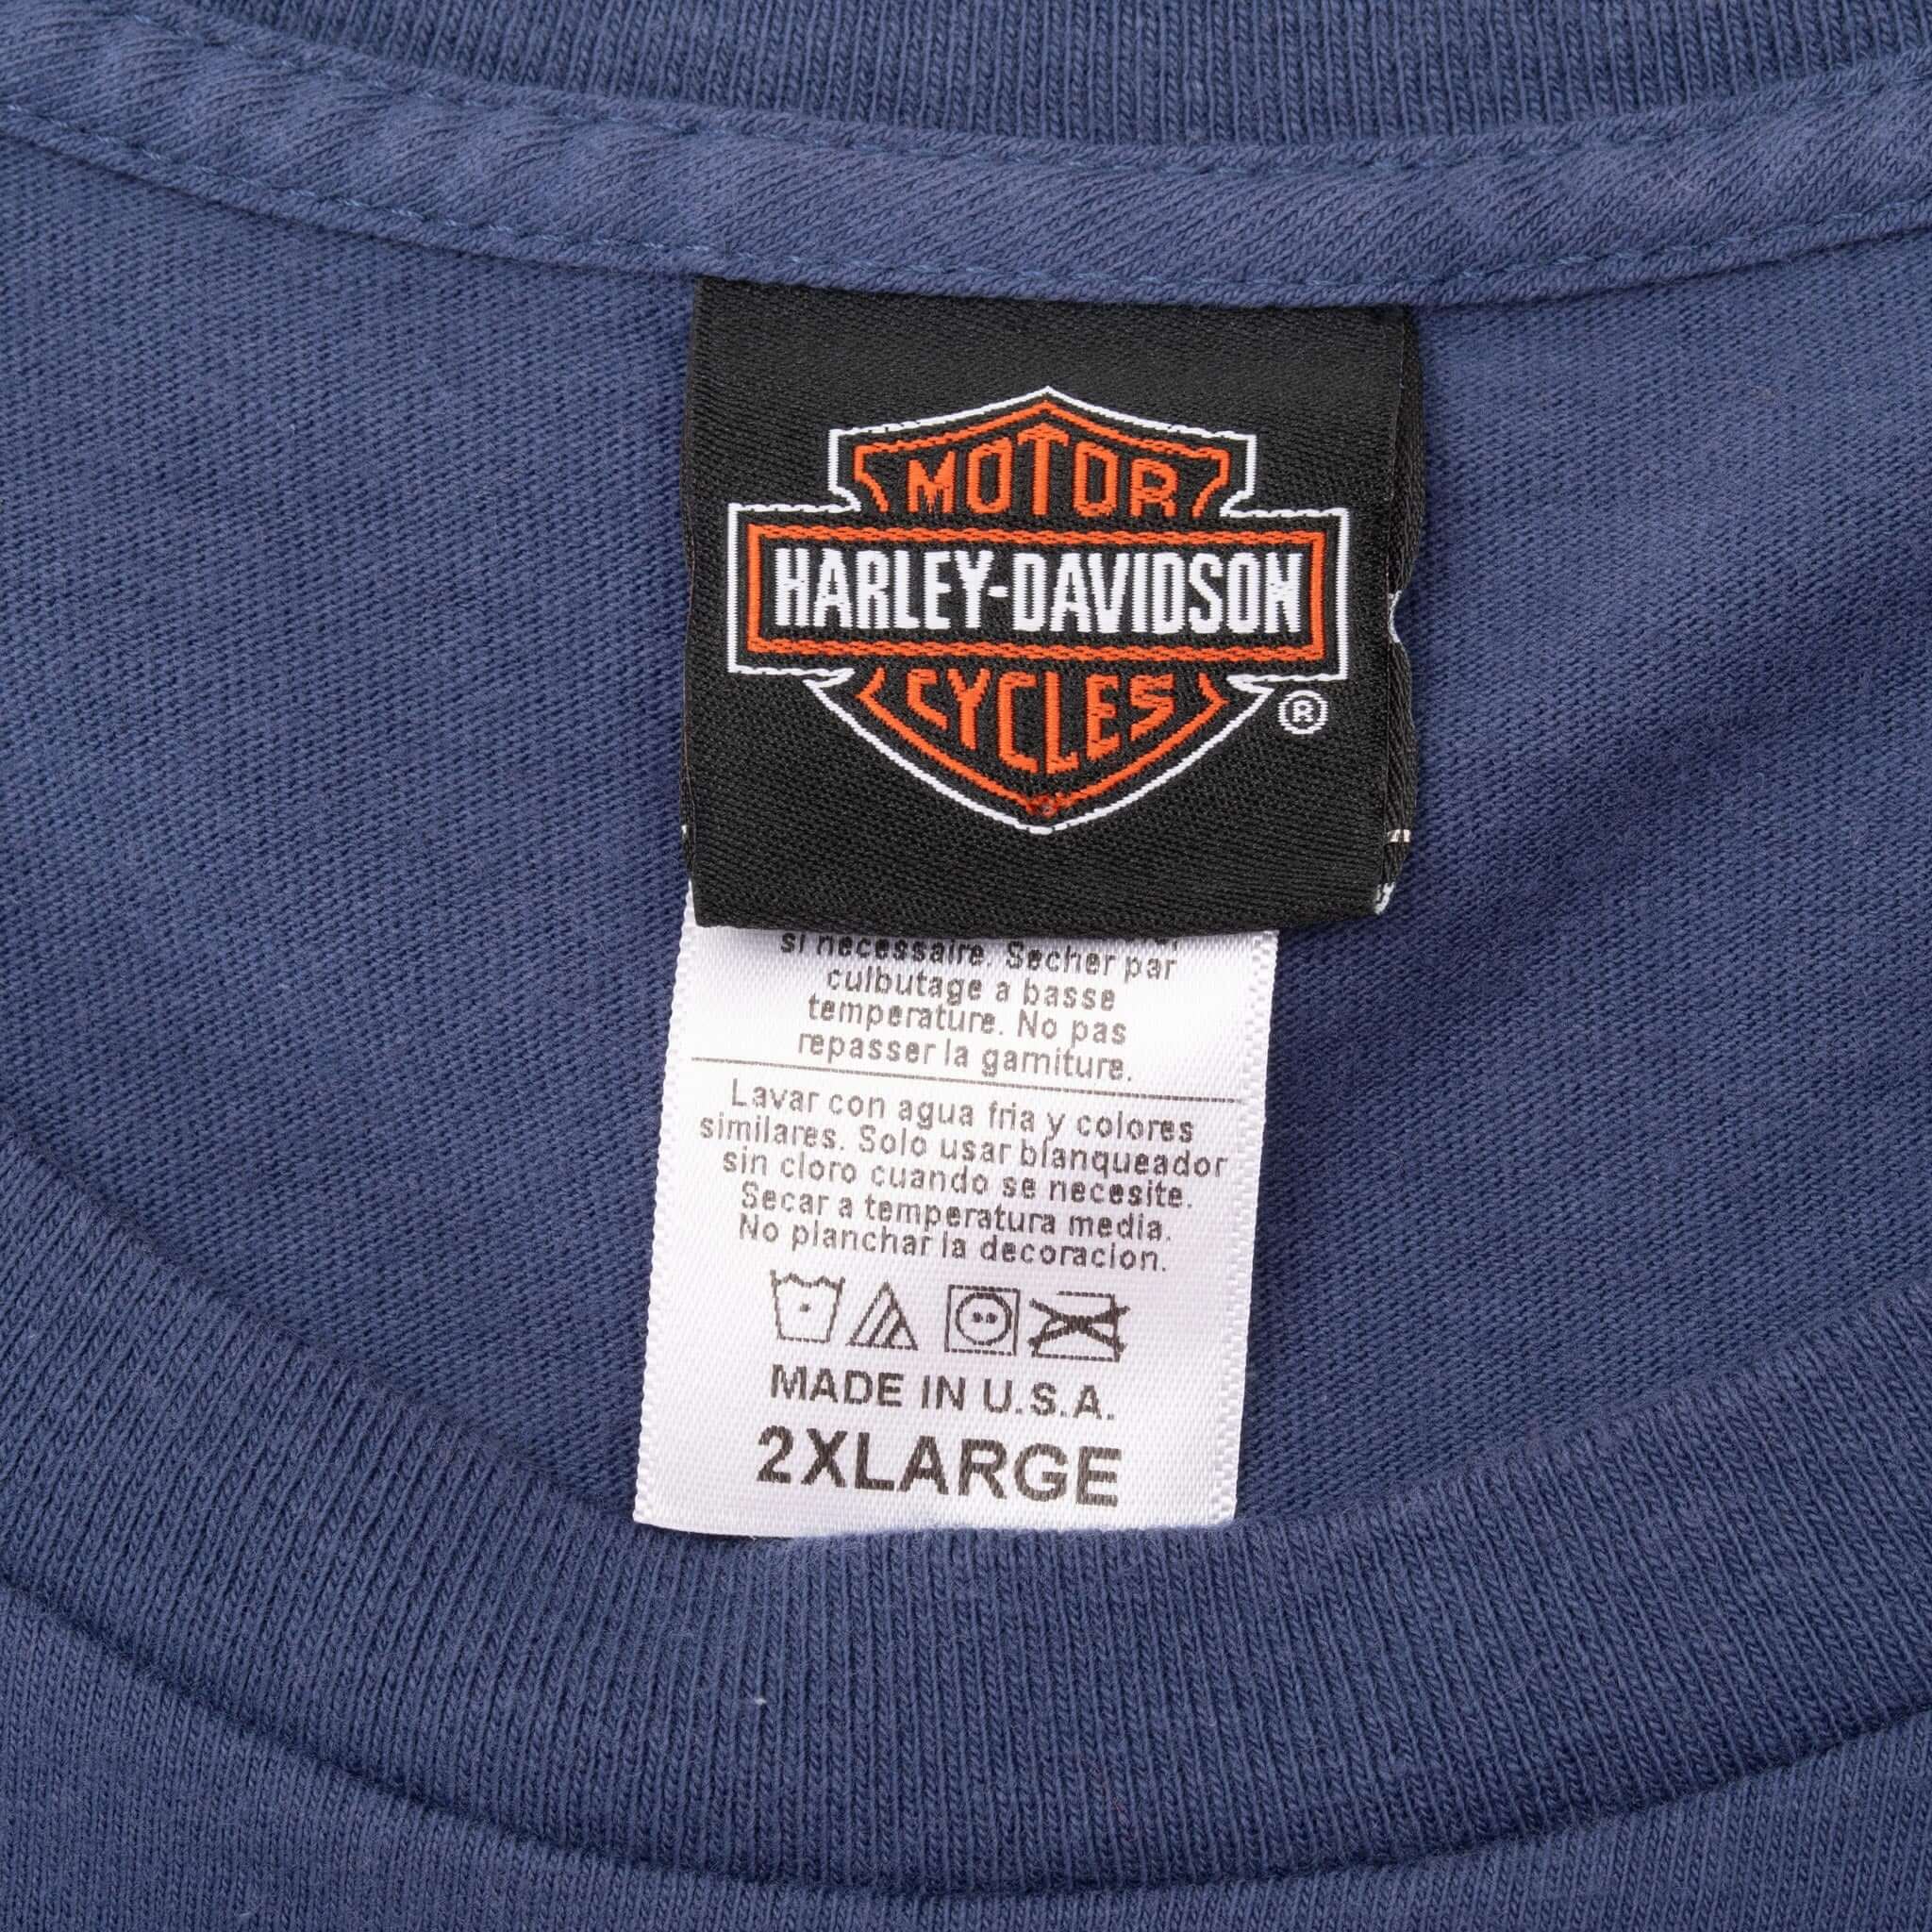 MOTOR
HARLEY-DAVIDSON
CYCLES
®
si necessaire. Secher par
culbutage a basse
temperature. No pas
repasser la garniture.
Lavar con agua fria y colores
similares. Solo usar blanqueador
sin cloro cuando se necesite.
Secar a temperatura media.
No planchar la decoracion.
MADE IN U.S.A.
2XLARGE